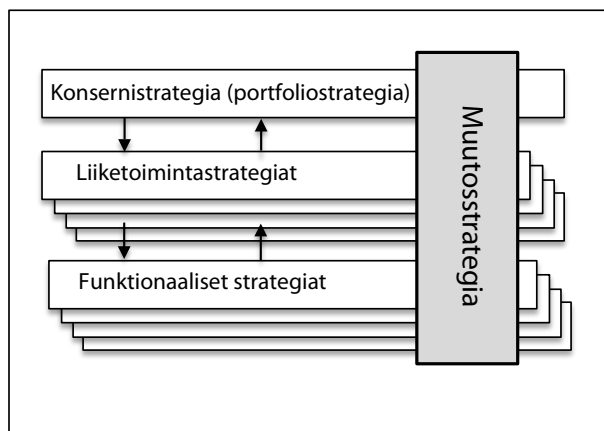 Konsernistrategia (portfoliostrategia)
Liiketoimintastrategiat
Funktionaaliset strategiat
Muutosstrategia